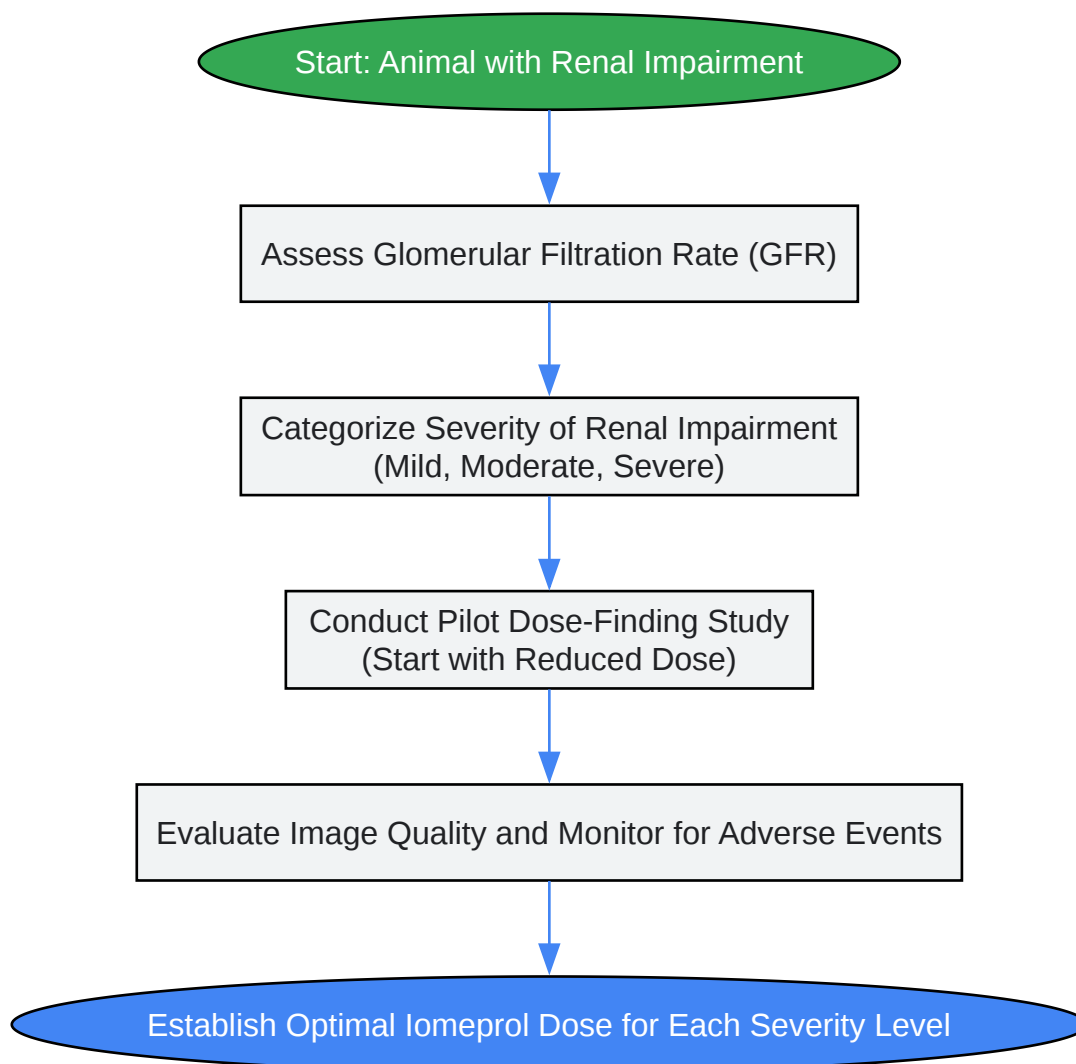 Start: Animal with Renal Impairment
Assess Glomerular Filtration Rate (GFR)
Categorize Severity of Renal Impairment
(Mild, Moderate, Severe)
Conduct Pilot Dose-Finding Study
(Start with Reduced Dose)
Evaluate Image Quality and Monitor for Adverse Events
Establish Optimal Iomeprol Dose for Each Severity Level